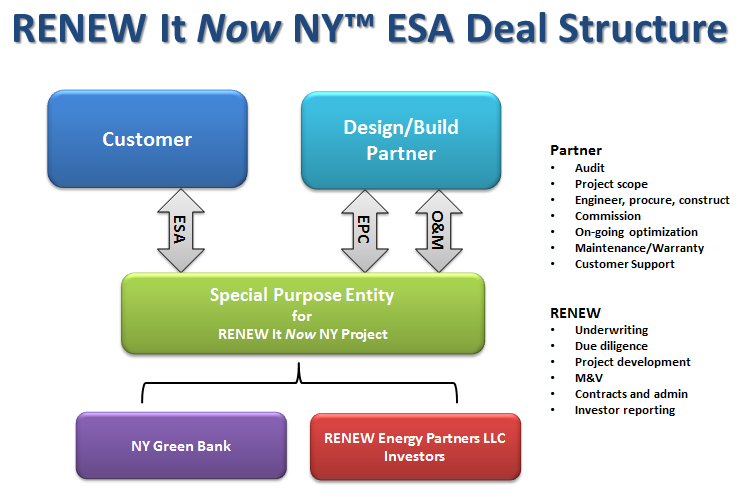 RENEW It Now NY™ ESA Deal Structure
Customer
Design/Build
Partner
ESA
EPC
O&M
Special Purpose Entity
for
RENEW It Now NY Project
NY Green Bank
RENEW Energy Partners LLC
Investors
Partner
• Audit
• Project scope
• Engineer, procure, construct
• Commission
• On-going optimization
• Maintenance/Warranty
• Customer Support
RENEW
• Underwriting
• Due diligence
• Project development
• M&V
• Contracts and admin
• Investor reporting